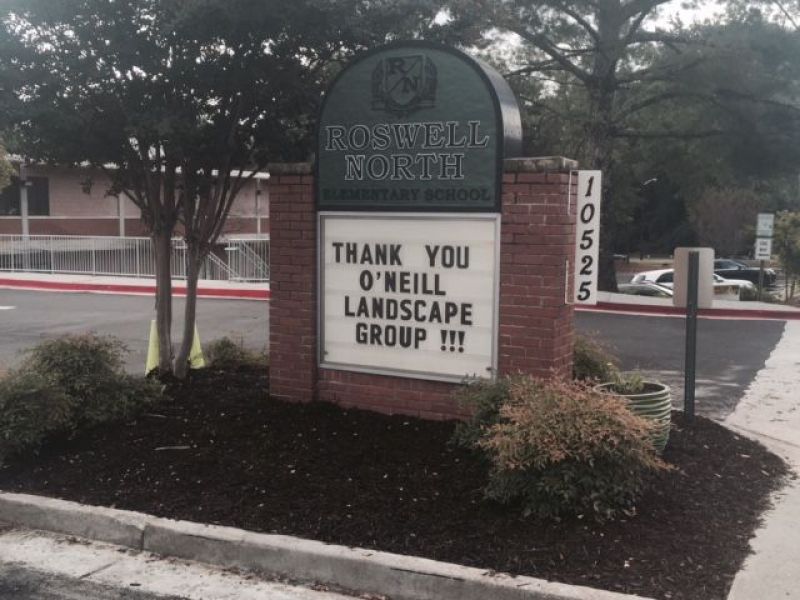 RN
ROSWELL
NORTH
ELEMENTARY SCHOOL
THANK YOU
O'NEILL
LANDSCAPE
GROUP !!!
10525